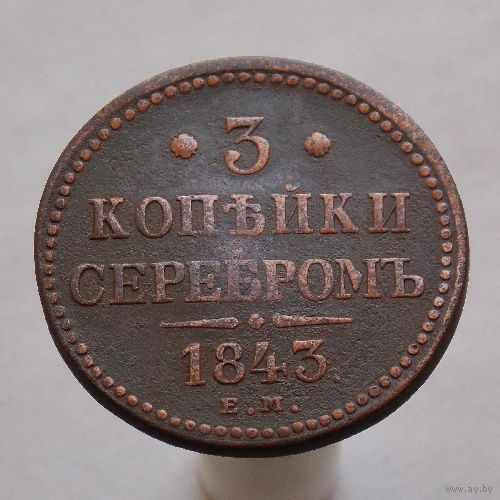 • 3 •
КОПѢЙКИ
СЕРЕБРОМЪ
1843.
Е.М.
www.ay.by